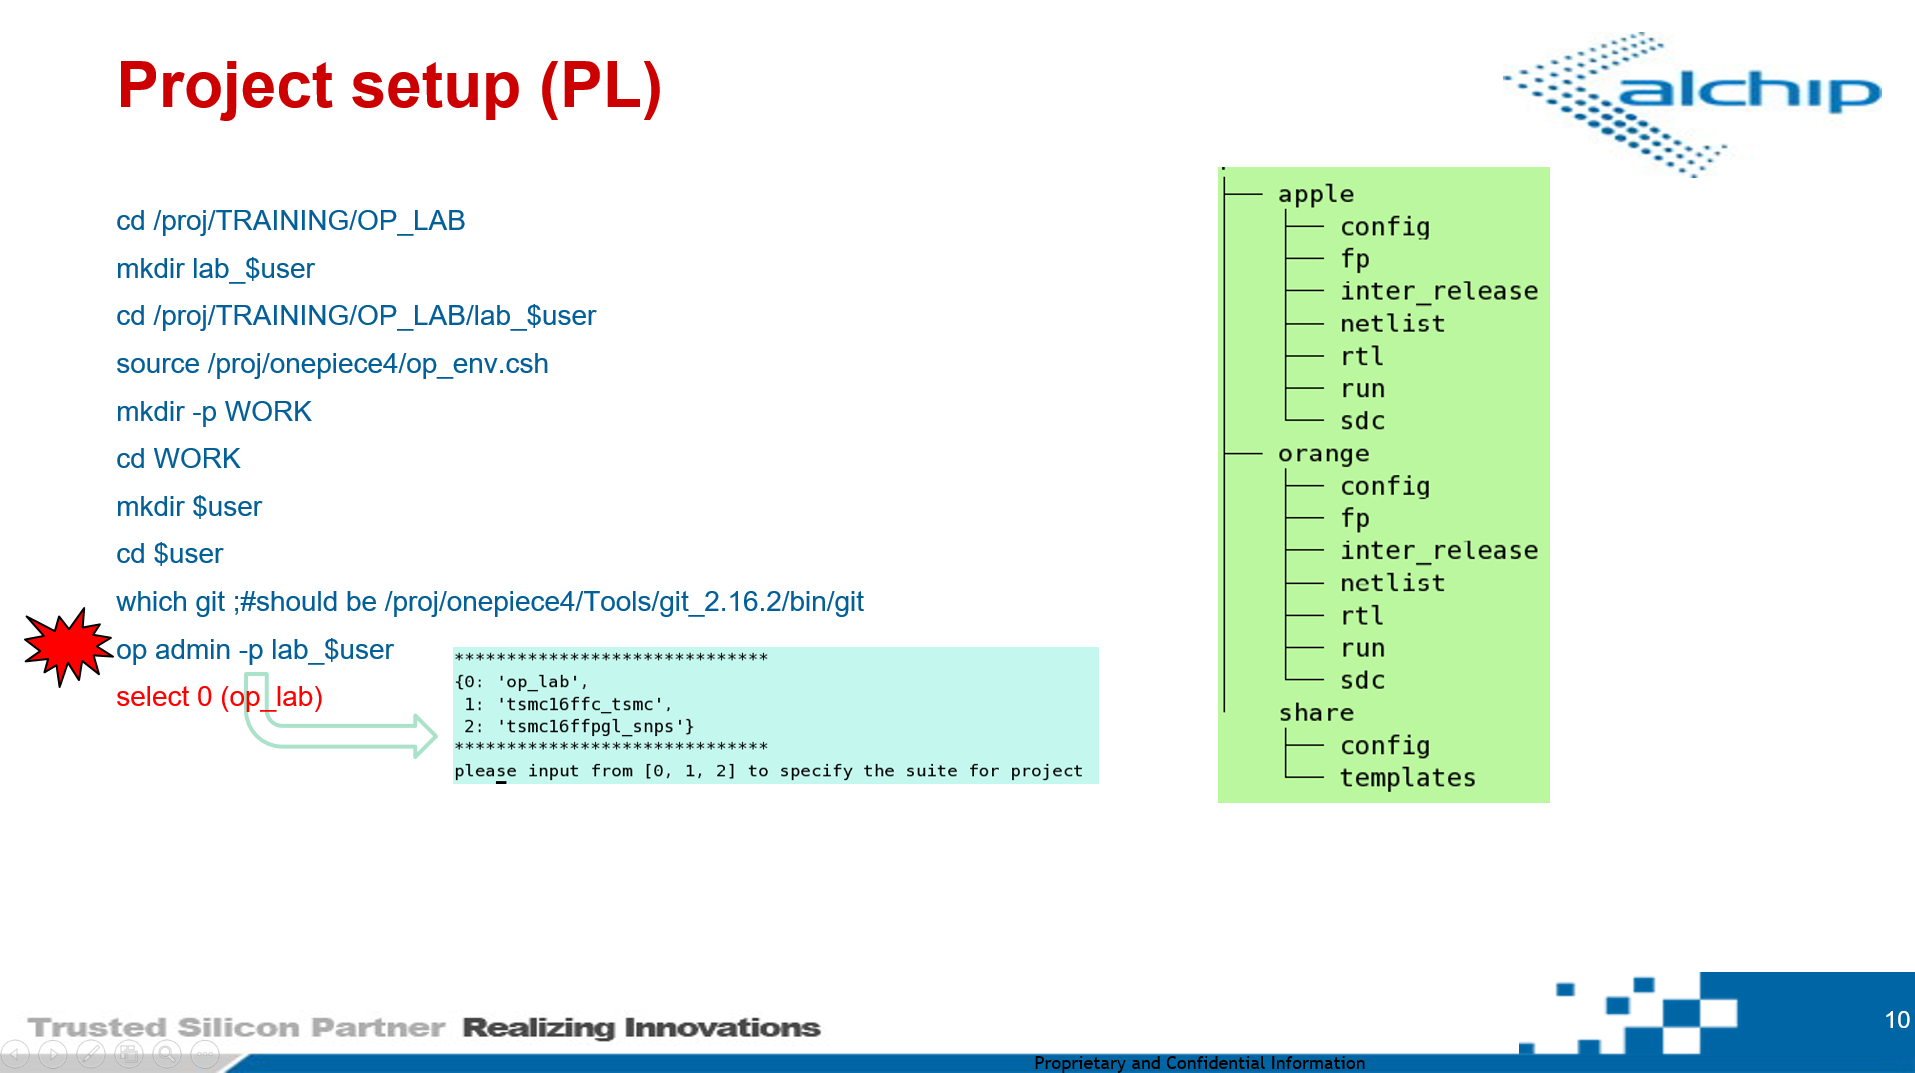 Project setup (PL)
alchip
cd /proj/TRAINING/OP_LAB
mkdir lab_$user
cd /proj/TRAINING/OP_LAB/lab_$user
source /proj/onepiece4/op_env.csh
mkdir -p WORK
cd WORK
mkdir $user
cd $user
which git ;#should be /proj/onepiece4/Tools/git_2.16.2/bin/git
op admin -p lab_$user
select 0 (op_lab)
******************************
{0: 'op_lab',
1: 'tsmc16ffc_tsmc',
2: 'tsmc16ffpgl_snps'}
******************************
please input from [0, 1, 2] to specify the suite for project
apple
config
fp
inter_release
netlist
rtl
run
sdc
orange
config
fp
inter_release
netlist
rtl
run
sdc
share
config
templates
Trusted Silicon Partner Realizing Innovations
Proprietary and Confidential Information
10